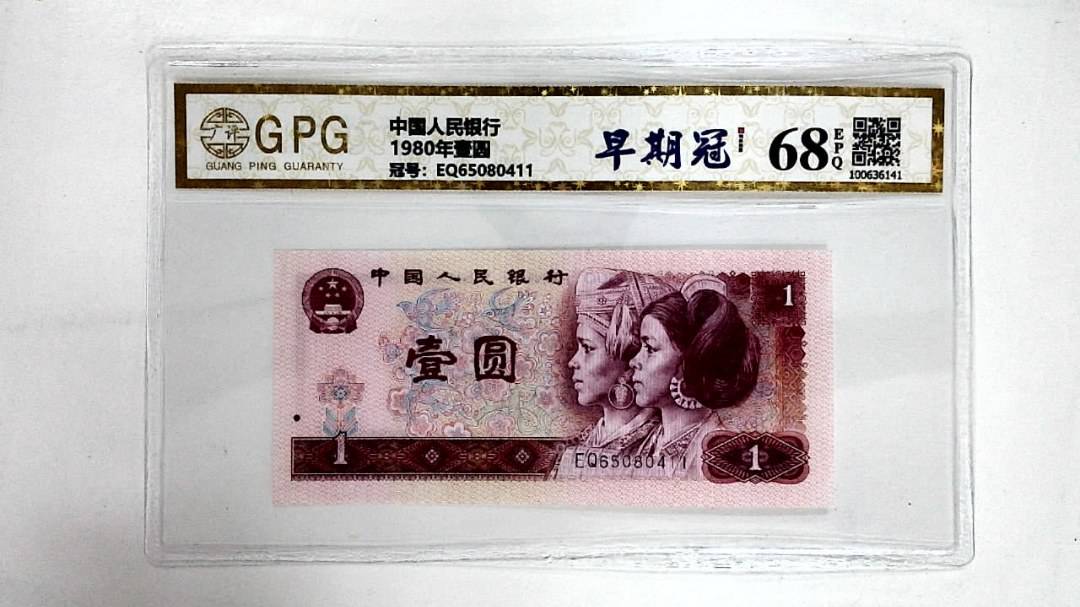 广评
GPG
GUANG PING GUARANTY
中国人民银行
1980年壹圆
冠号：EQ65080411
早期冠
68
EPQ
100636141
中国人民银行
1
壹圆
1
EQ65080411
1